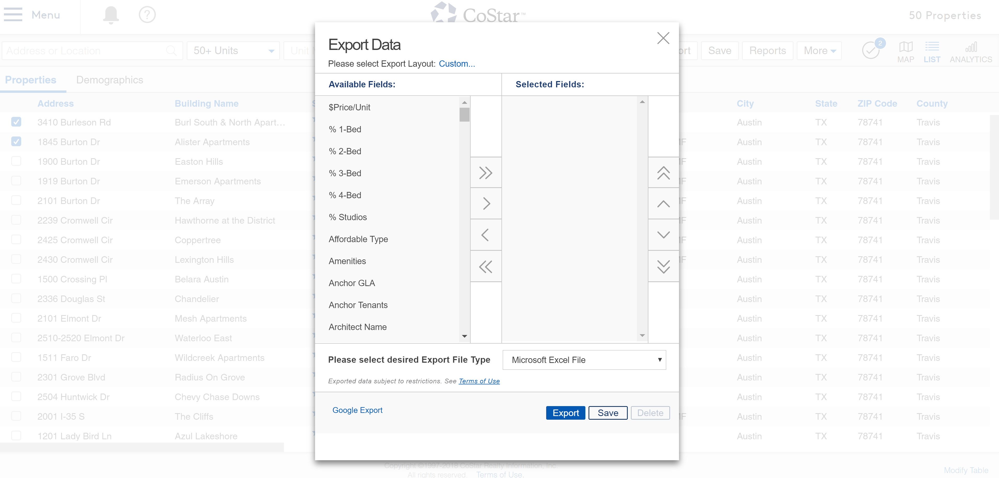 Menu
CoStar™
50 Properties
Address or Location
50+ Units
Unit
Save
Reports
More
2
MAP
LIST
ANALYTICS
Properties
Demographics
Export Data
Please select Export Layout: Custom...
Available Fields:
Selected Fields:
$Price/Unit
% 1-Bed
% 2-Bed
% 3-Bed
% 4-Bed
% Studios
Affordable Type
Amenities
Anchor GLA
Anchor Tenants
Architect Name
Please select desired Export File Type
Microsoft Excel File
Exported data subject to restrictions. See Terms of Use
Google Export
Export
Save
Delete
Address Building Name City State ZIP Code County
3410 Burleson Rd Burl South & North Apart... Austin TX 78741 Travis
1845 Burton Dr Alister Apartments Austin TX 78741 Travis
1900 Burton Dr Easton Hills Austin TX 78741 Travis
1919 Burton Dr Emerson Apartments Austin TX 78741 Travis
2101 Burton Dr The Array Austin TX 78741 Travis
2239 Cromwell Cir Hawthorne at the District Austin TX 78741 Travis
2425 Cromwell Cir Coppertree Austin TX 78741 Travis
2430 Cromwell Cir Lexington Hills Austin TX 78741 Travis
1500 Crossing Pl Belara Austin Austin TX 78741 Travis
2336 Douglas St Chandelier Austin TX 78741 Travis
2101 Elmont Dr Mesh Apartments Austin TX 78741 Travis
2510-2520 Elmont Dr Waterloo East Austin TX 78741 Travis
1511 Faro Dr Wildcreek Apartments Austin TX 78741 Travis
2301 Grove Blvd Radius On Grove Austin TX 78741 Travis
2504 Huntwick Dr Chevy Chase Downs Austin TX 78741 Travis
2001 I-35 S The Cliffs Austin TX 78741 Travis
1201 Lady Bird Ln Azul Lakeshore Austin TX 78741 Travis
Copyright ©1997-2018 CoStar Realty Information, Inc.
All rights reserved. Terms of Use.
Modify Table